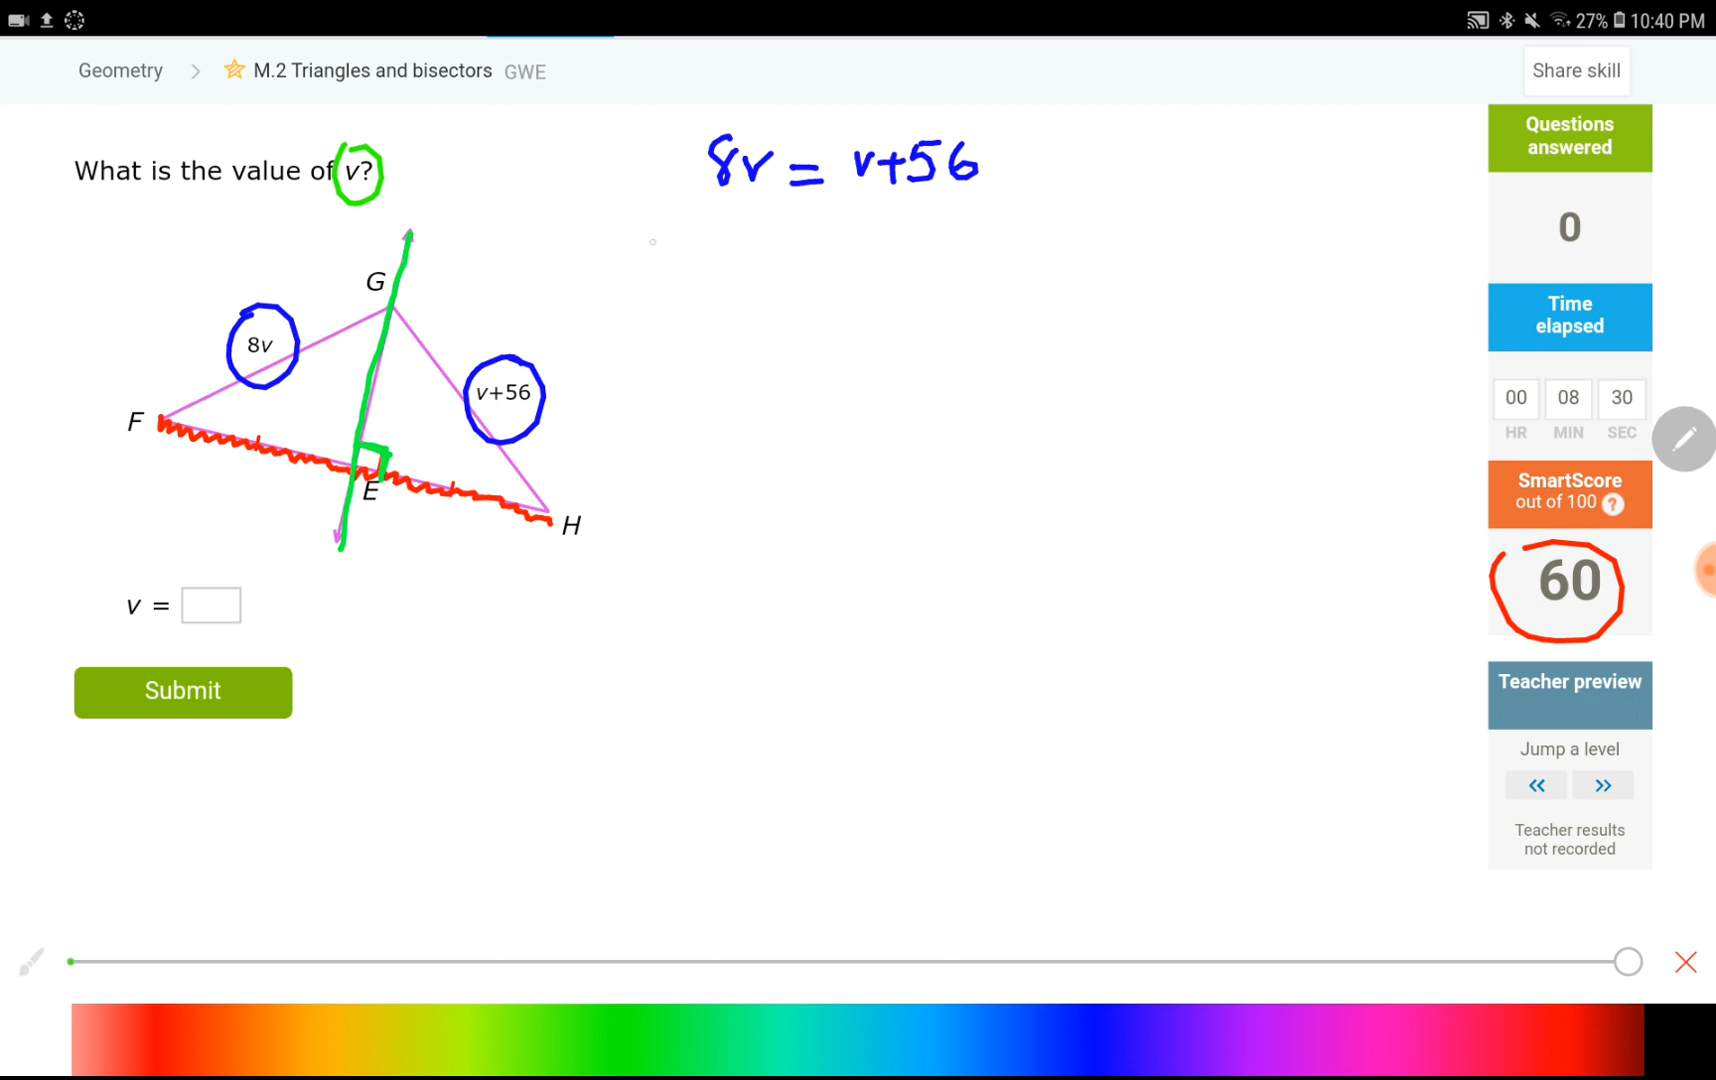 27% 10:40 PM
Geometry > M.2 Triangles and bisectors GWE
Share skill
What is the value of v?
8v = v+56
G
8v
v+56
F
E
H
v =
Submit
Questions
answered
0
Time
elapsed
00 08 30
HR MIN SEC
SmartScore
out of 100 ?
60
Teacher preview
Jump a level
Teacher results
not recorded